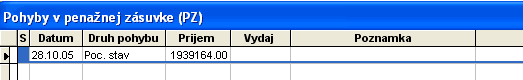 Pohyby v penažnej zásuvke (PZ)
S Datum Druh pohybu Prijem Vydaj Poznamka
28.10.05 Poc. stav 1939164.00